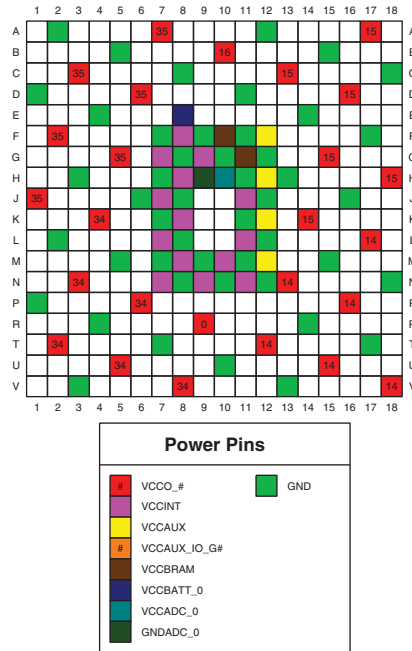 1 2 3 4 5 6 7 8 9 10 11 12 13 14 15 16 17 18
A 35 15 A
B 16 B
C 35 15 C
D 35 15 D
E E
F 35 F
G 35 15 G
H 15 H
J 35 J
K 34 15 K
L 14 L
M M
N 34 14 N
P 34 14 P
R 0 R
T 34 14 T
U 34 14 U
V 34 14 V
1 2 3 4 5 6 7 8 9 10 11 12 13 14 15 16 17 18
Power Pins
# VCCO_# GND
VCCINT
VCCAUX
# VCCAUX_IO_G#
VCCBRAM
VCCBATT_0
VCCADC_0
GNDADC_0